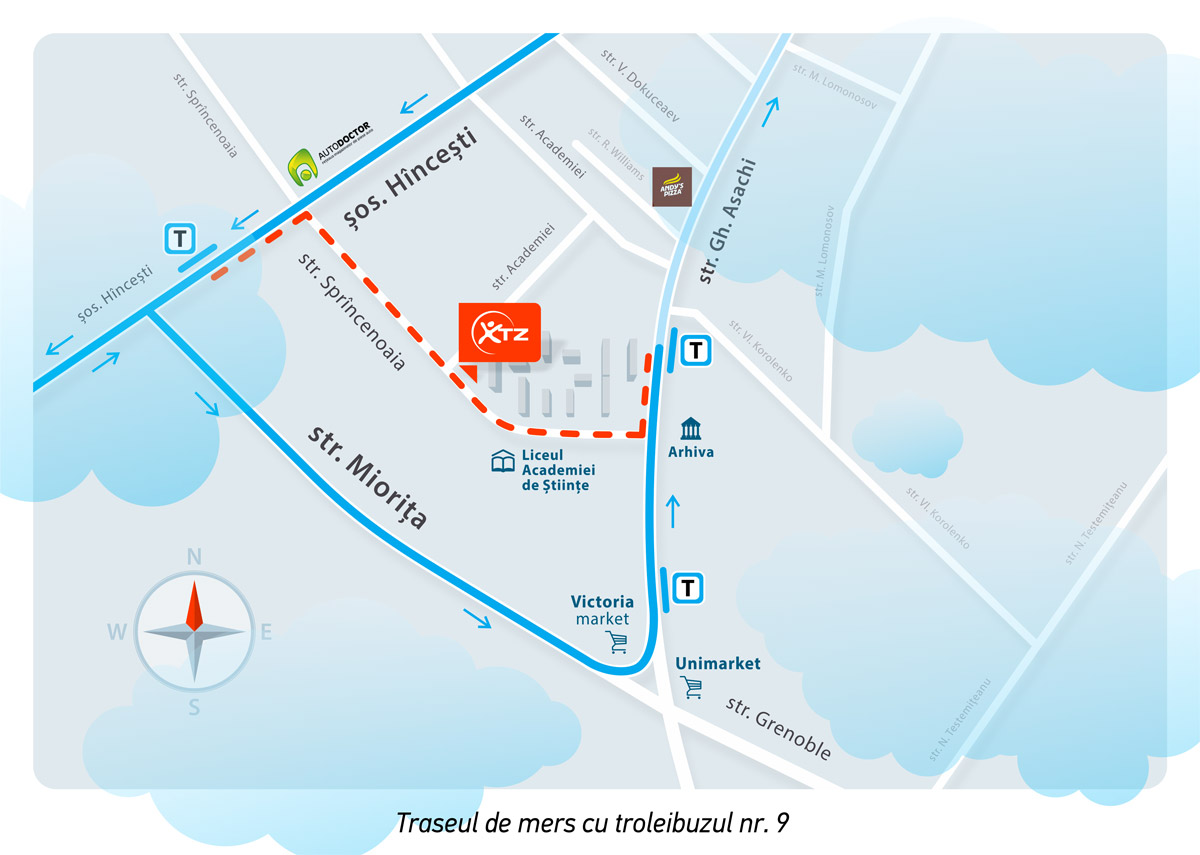 str. V. Dokuceaev
str. M. Lomonosov
str. Sprîncenoaia
AUTODOCTOR
șos. Hîncești
str. Academiei
str. R. Williams
ANDY'S
PIZZA
str. Gh. Asachi
T
șos. Hîncești
str. Academiei
str. M. Lomonosov
str. Sprîncenoaia
XTZ
T
str. Vl. Korolenko
str. Miorița
Liceul
Academiei
de Științe
Arhiva
str. Vl. Korolenko
str. N. Testemițeanu
N
W
E
S
T
Victoria
market
Unimarket
str. Grenoble
str. N. Testemițeanu
Traseul de mers cu troleibuzul nr. 9